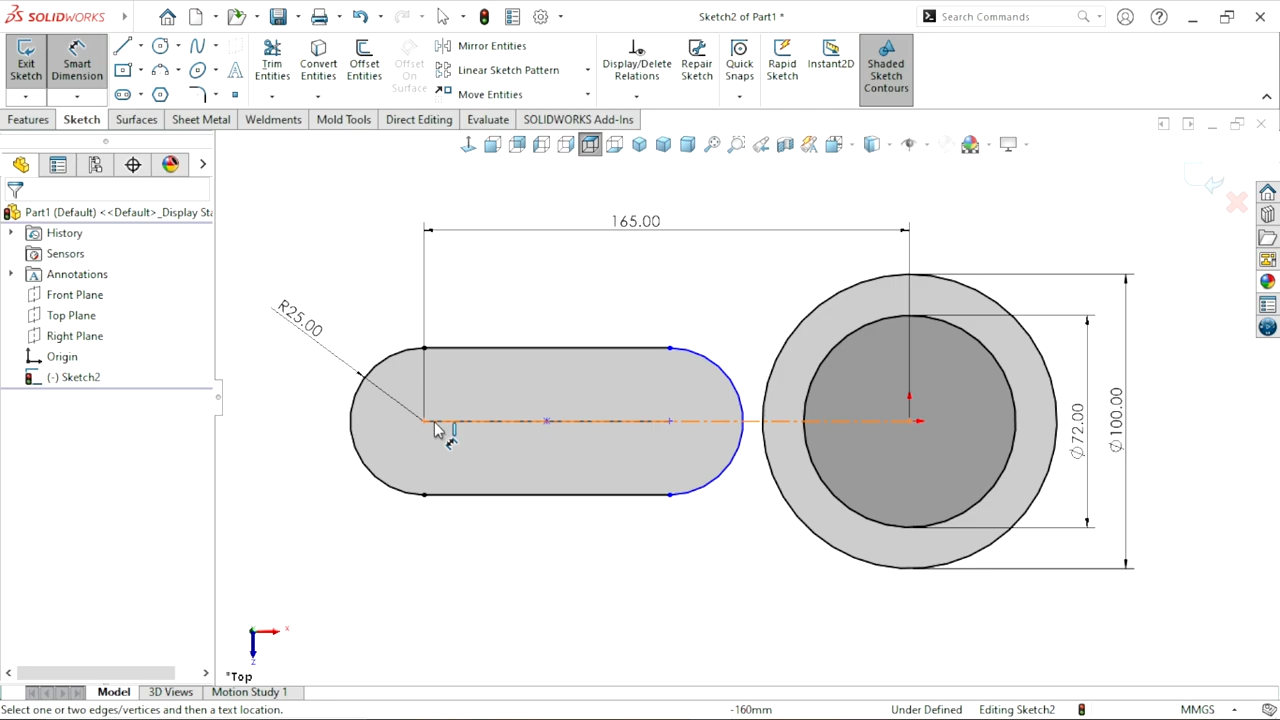 SOLIDWORKS
Sketch2 of Part1 *
Search Commands
Exit Sketch
Smart Dimension
Trim Entities
Convert Entities
Offset Entities
Offset On Surface
Mirror Entities
Linear Sketch Pattern
Move Entities
Display/Delete Relations
Repair Sketch
Quick Snaps
Rapid Sketch
Instant2D
Shaded Sketch Contours
Features
Sketch
Surfaces
Sheet Metal
Weldments
Mold Tools
Direct Editing
Evaluate
SOLIDWORKS Add-Ins
Part1 (Default) <<Default>_Display Sta
History
Sensors
Annotations
Front Plane
Top Plane
Right Plane
Origin
(-) Sketch2
165.00
R25.00
∅72.00
∅100.00
x
z
*Top
Model
3D Views
Motion Study 1
Select one or two edges/vertices and then a text location.
-160mm
Under Defined
Editing Sketch2
MMGS